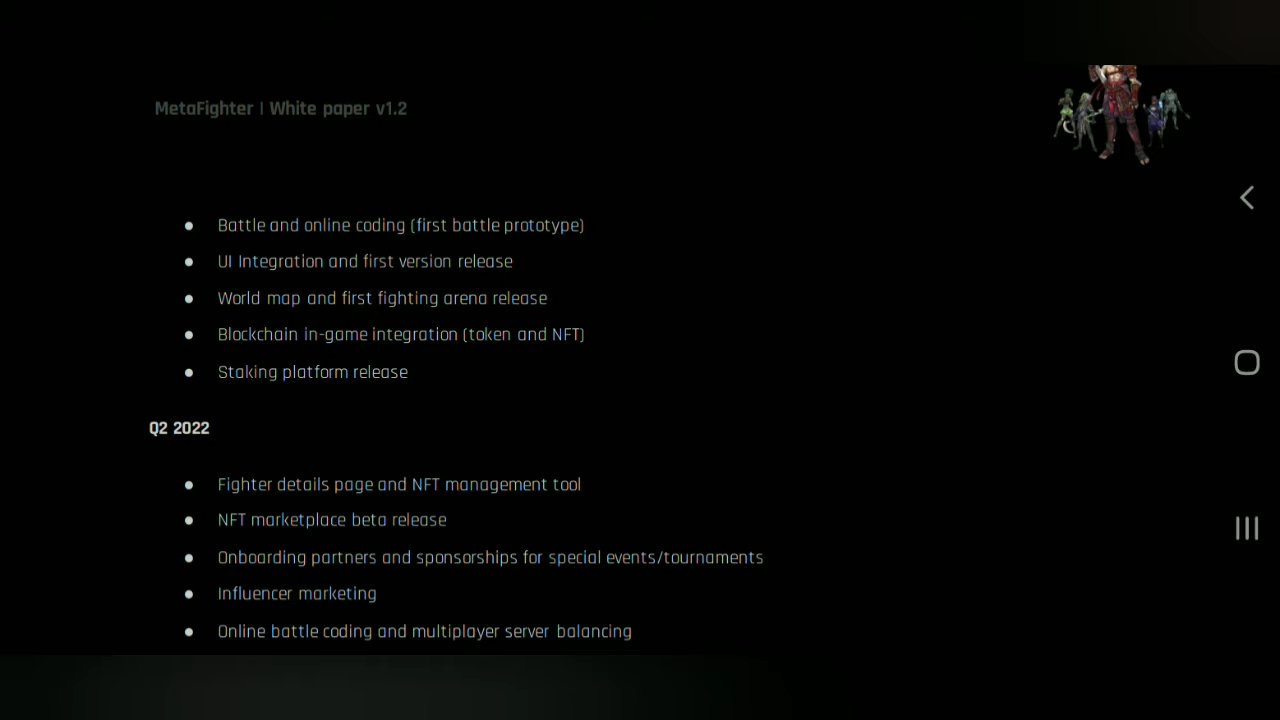 MetaFighter | White paper v1.2
● Battle and online coding (first battle prototype)
● UI Integration and first version release
● World map and first fighting arena release
● Blockchain in-game integration (token and NFT)
● Staking platform release
Q2 2022
● Fighter details page and NFT management tool
● NFT marketplace beta release
● Onboarding partners and sponsorships for special events/tournaments
● Influencer marketing
● Online battle coding and multiplayer server balancing